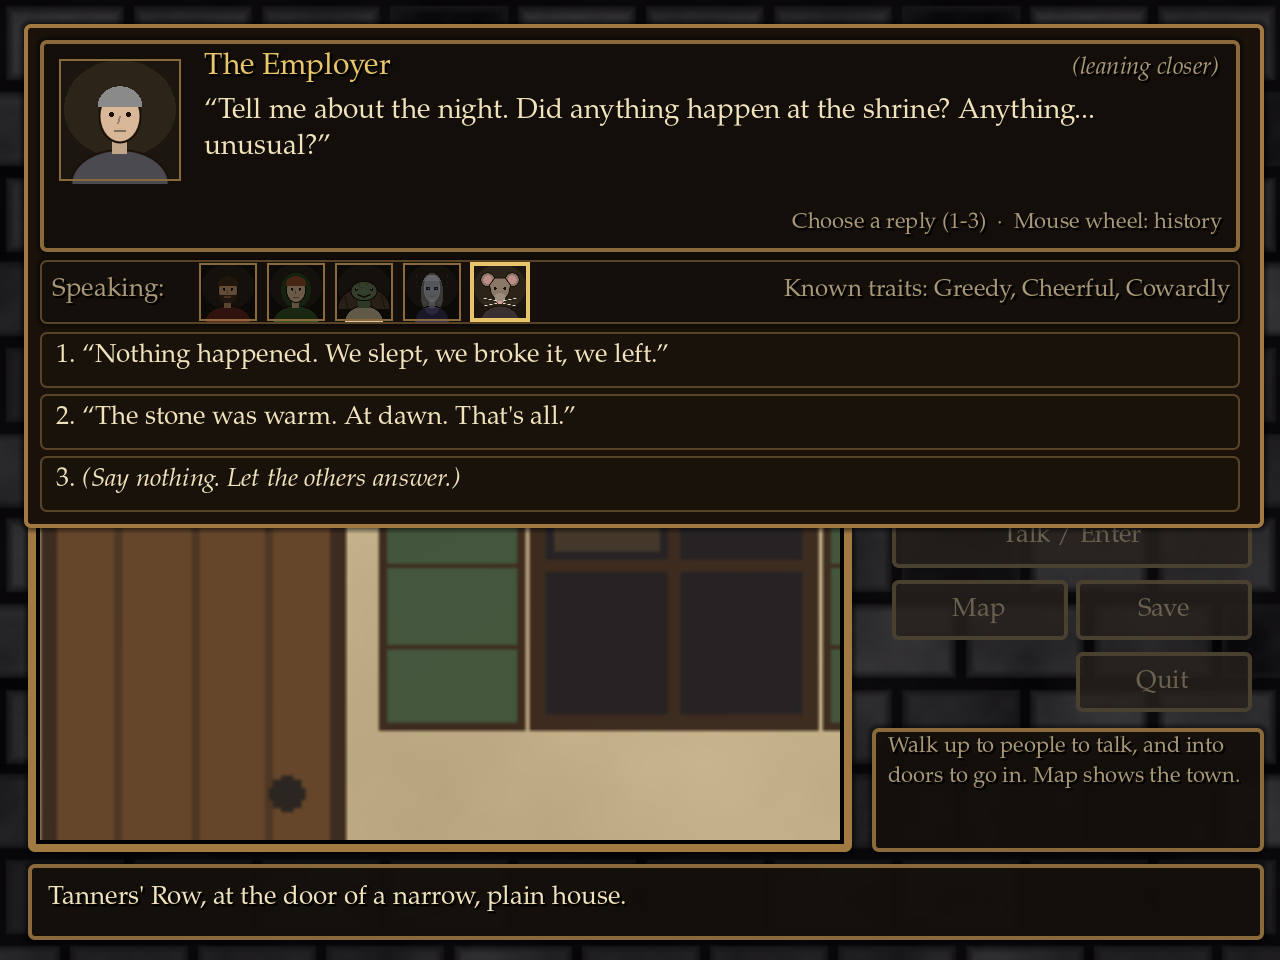 The Employer
(leaning closer)
“Tell me about the night. Did anything happen at the shrine? Anything...
unusual?”
Choose a reply (1-3) · Mouse wheel: history
Speaking:
Known traits: Greedy, Cheerful, Cowardly
1. “Nothing happened. We slept, we broke it, we left.”
2. “The stone was warm. At dawn. That's all.”
3. (Say nothing. Let the others answer.)
Talk / Enter
Map
Save
Quit
Walk up to people to talk, and into
doors to go in. Map shows the town.
Tanners' Row, at the door of a narrow, plain house.